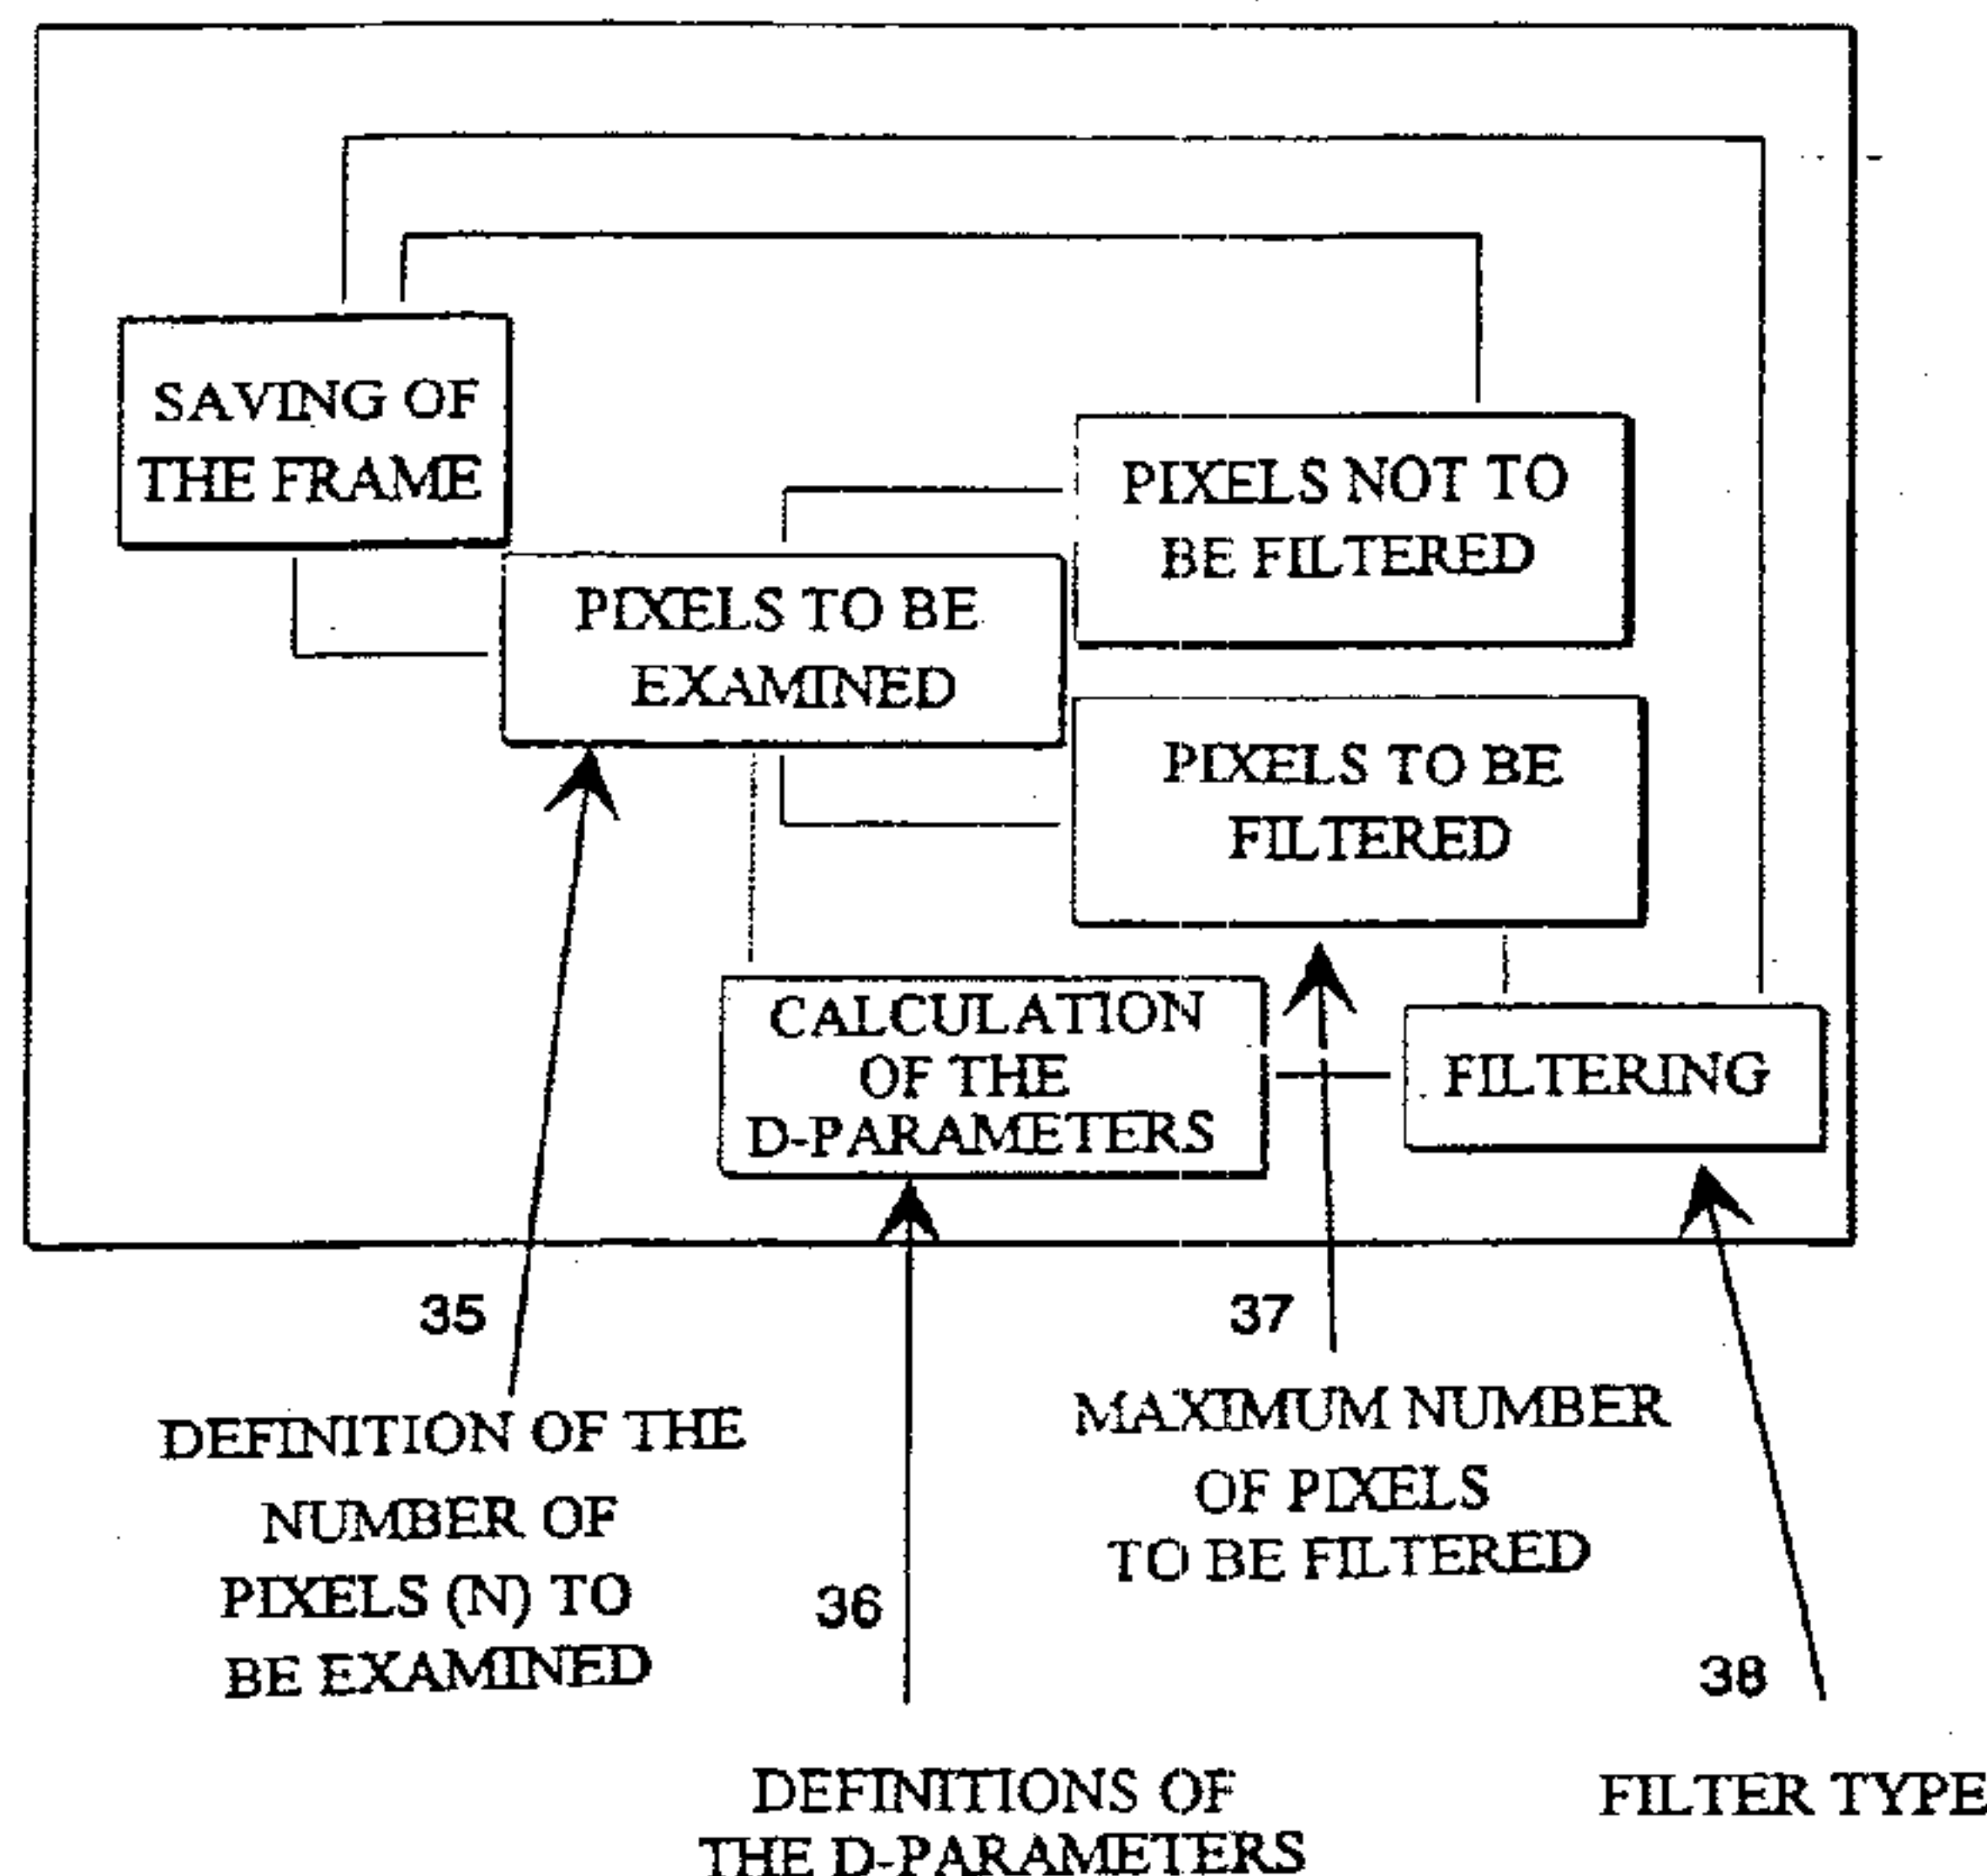 SAVING OF
THE FRAME
PIXELS NOT TO
BE FILTERED
PIXELS TO BE
EXAMINED
PIXELS TO BE
FILTERED
CALCULATION
OF THE
D-PARAMETERS
FILTERING
35
37
DEFINITION OF THE
NUMBER OF
PIXELS (N) TO
BE EXAMINED
MAXIMUM NUMBER
OF PIXELS
TO BE FILTERED
36
38
DEFINITIONS OF
THE D-PARAMETERS
FILTER TYPE